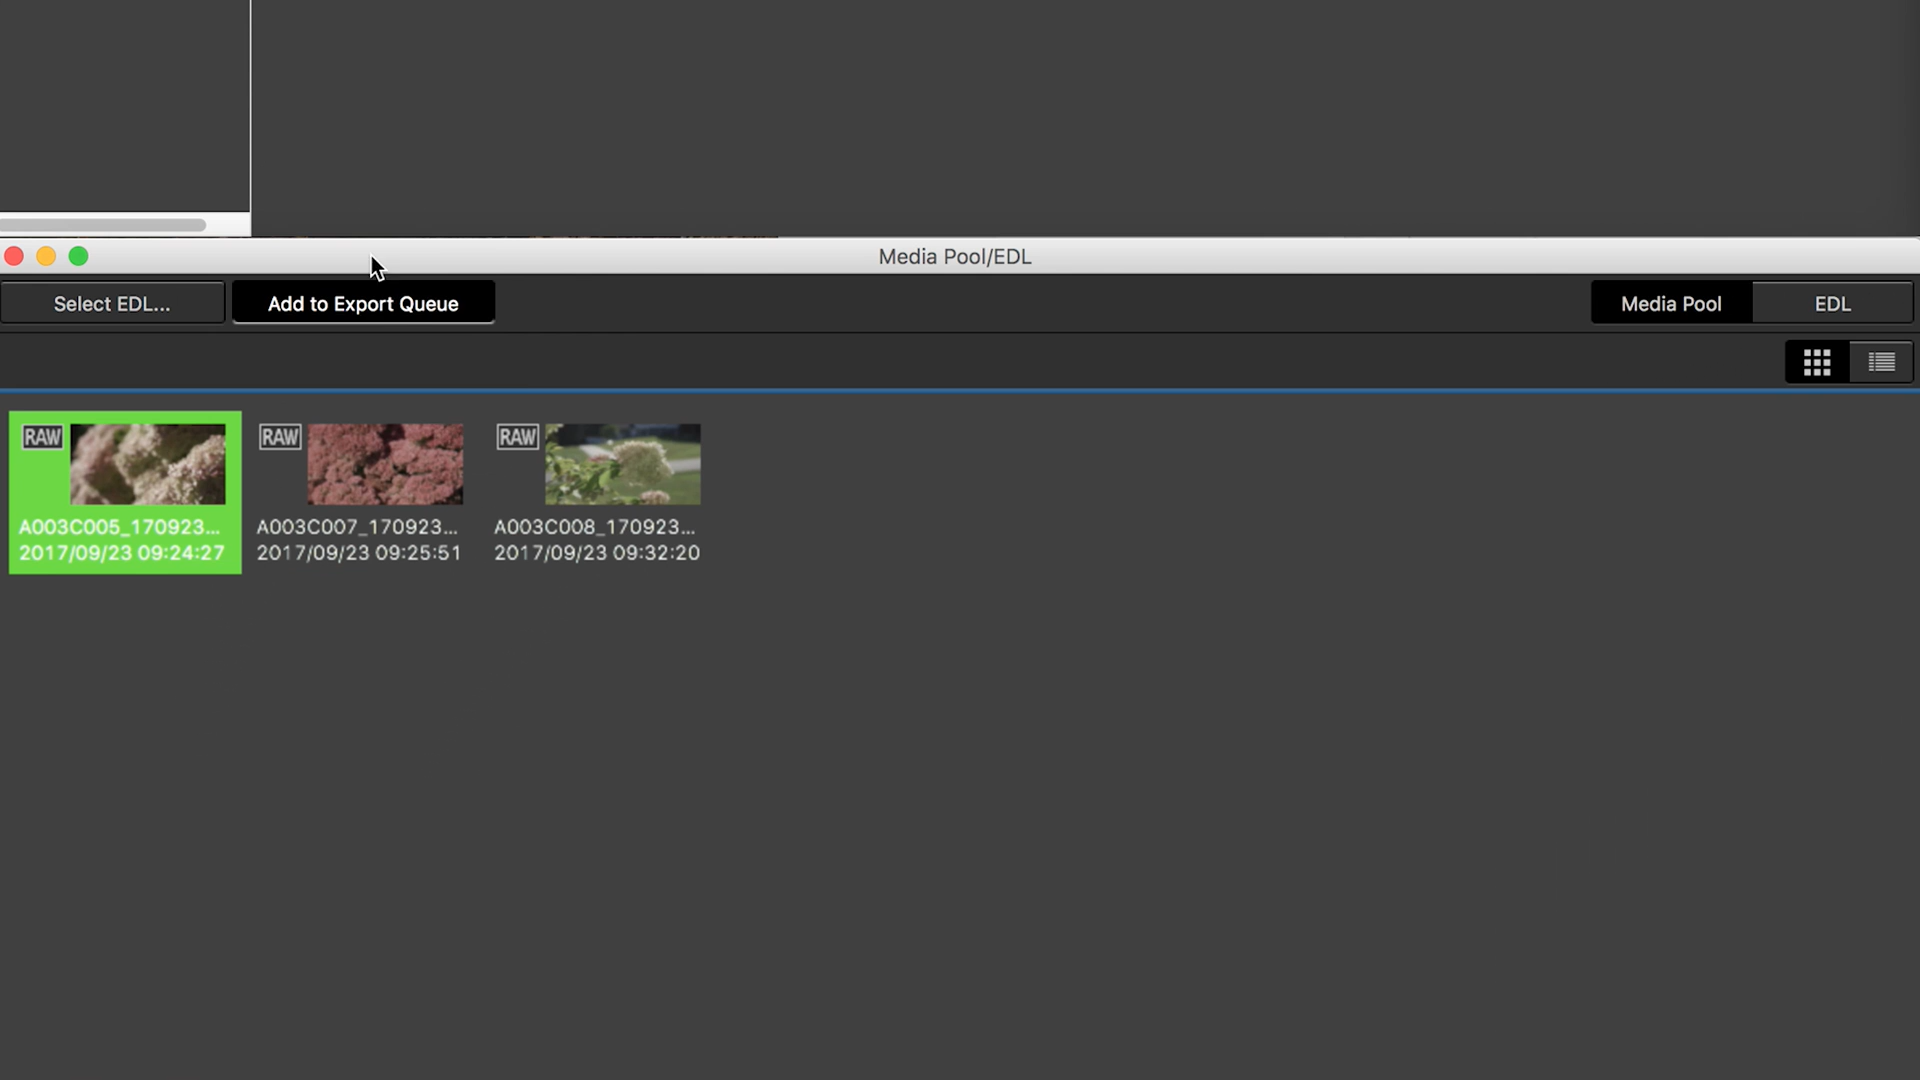 Media Pool/EDL
Select EDL...
Add to Export Queue
Media Pool
EDL
RAW
A003C005_170923...
2017/09/23 09:24:27
RAW
A003C007_170923...
2017/09/23 09:25:51
RAW
A003C008_170923...
2017/09/23 09:32:20